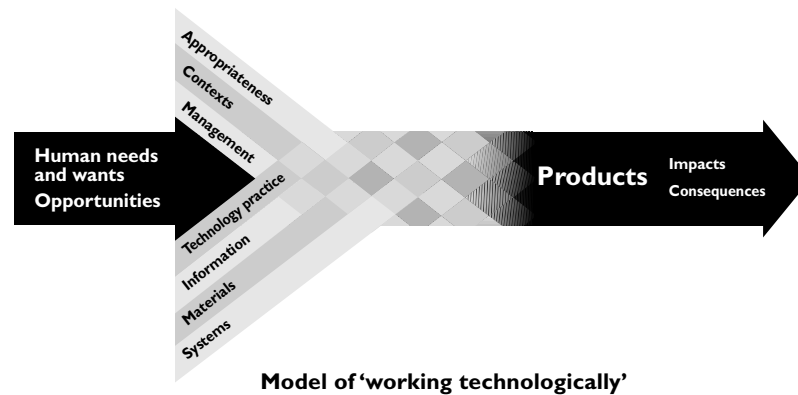 Appropriateness
Contexts
Management
Human needs
and wants
Opportunities
Technology practice
Information
Materials
Systems
Products
Impacts
Consequences
Model of ‘working technologically’